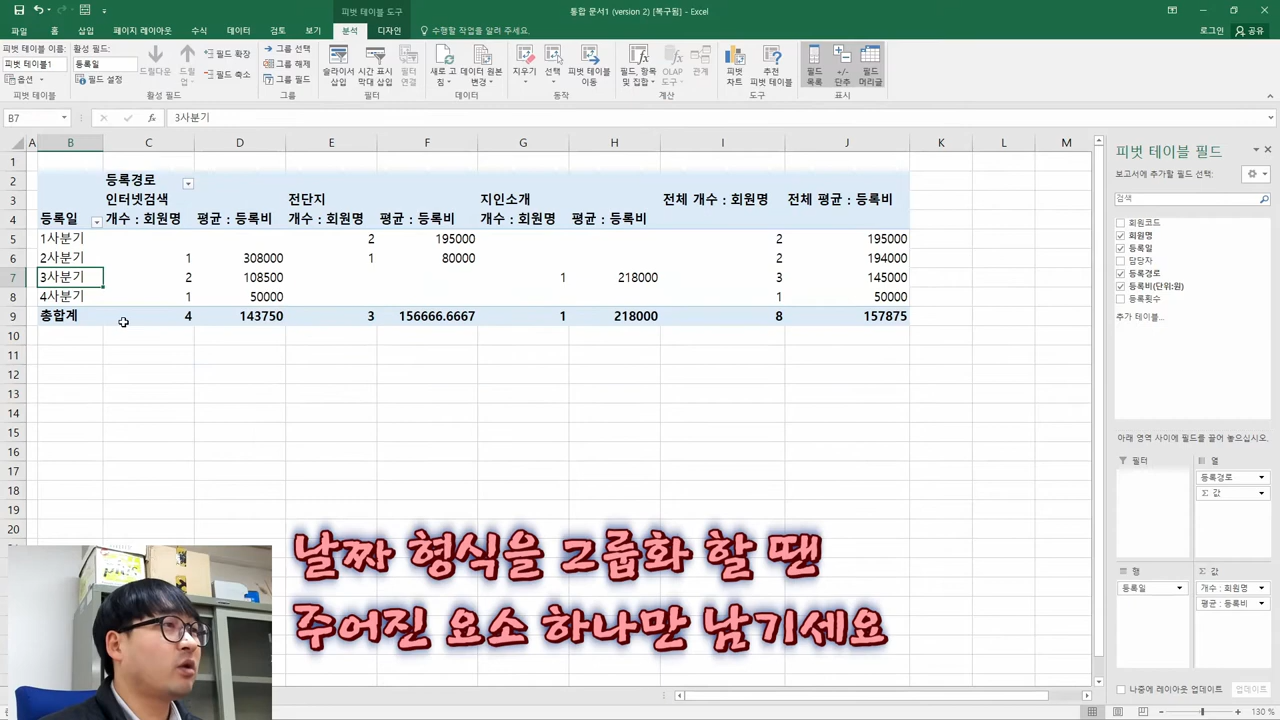 피벗 테이블 도구
통합 문서1 (version 2) [복구됨] - Excel
파일 홈 삽입 페이지 레이아웃 수식 데이터 검토 보기 분석 디자인 수행할 작업을 알려 주세요. 로그인 공유
피벗 테이블 이름:
피벗 테이블1
옵션
피벗 테이블
활성 필드:
등록일
필드 설정
드릴다운
드릴업
필드 확장
필드 축소
활성 필드
그룹 선택
그룹 해제
그룹 필드
그룹
슬라이서 삽입
시간 표시 막대 삽입
필터 연결
필터
새로 고침
데이터 원본 변경
데이터
지우기
선택
피벗 테이블 이동
동작
필드, 항목 및 집합
OLAP 도구
관계
계산
피벗 차트
추천 피벗 테이블
도구
필드 목록
+/- 단추
필드 머리글
표시
B7
3사분기
A B C D E F G H I J K L M
1
2 등록경로
3 인터넷검색 전단지 지인소개 전체 개수 : 회원명 전체 평균 : 등록비
4 등록일 개수 : 회원명 평균 : 등록비 개수 : 회원명 평균 : 등록비 개수 : 회원명 평균 : 등록비
5 1사분기 2 195000 2 195000
6 2사분기 1 308000 1 80000 2 194000
7 3사분기 2 108500 1 218000 3 145000
8 4사분기 1 50000 1 50000
9 총합계 4 143750 3 156666.6667 1 218000 8 157875
10
11
12
13
14
15
16
17
18
19
20
피벗 테이블 필드
보고서에 추가할 필드 선택:
검색
회원코드
회원명
등록일
담당자
등록경로
등록비(단위:원)
등록횟수
추가 테이블...
아래 영역 사이에 필드를 끌어 놓으십시오.
필터
열
등록경로
Σ 값
행
등록일
Σ 값
개수 : 회원명
평균 : 등록비
나중에 레이아웃 업데이트
업데이트
날짜 형식을 그룹화 할 땐
주어진 요소 하나만 남기세요
130 %